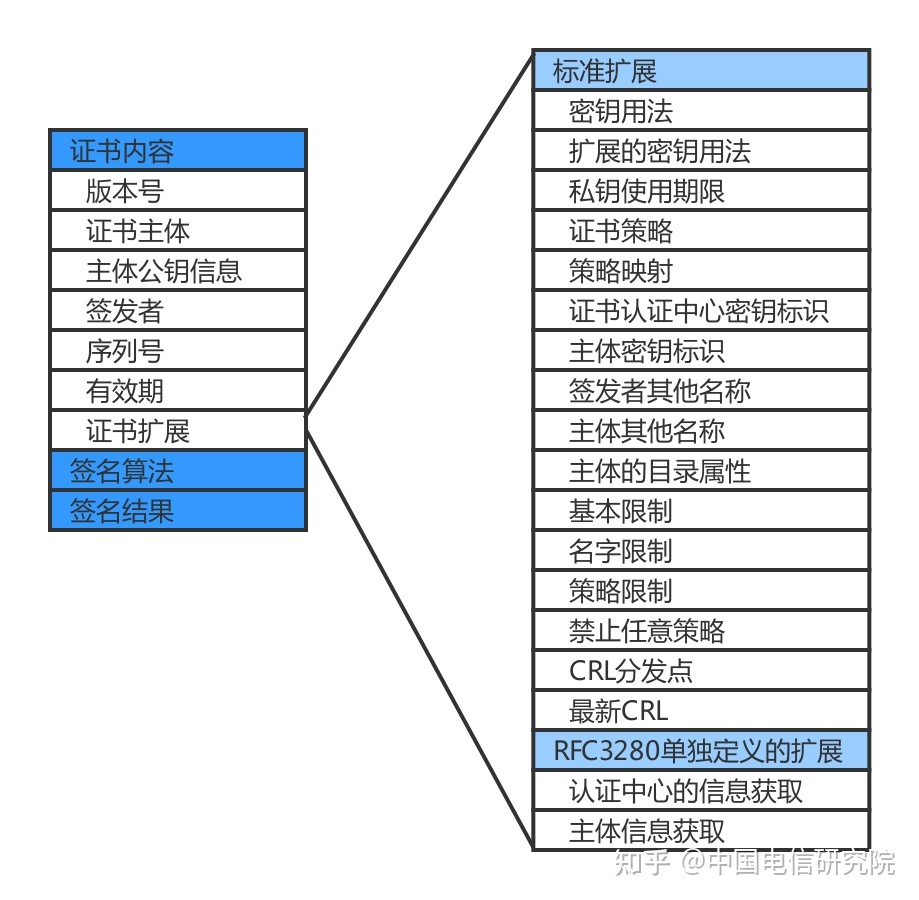 证书内容
版本号
证书主体
主体公钥信息
签发者
序列号
有效期
证书扩展
签名算法
签名结果
标准扩展
密钥用法
扩展的密钥用法
私钥使用期限
证书策略
策略映射
证书认证中心密钥标识
主体密钥标识
签发者其他名称
主体其他名称
主体的目录属性
基本限制
名字限制
策略限制
禁止任意策略
CRL分发点
最新CRL
RFC3280单独定义的扩展
认证中心的信息获取
主体信息获取
知乎 @中国电信研究院